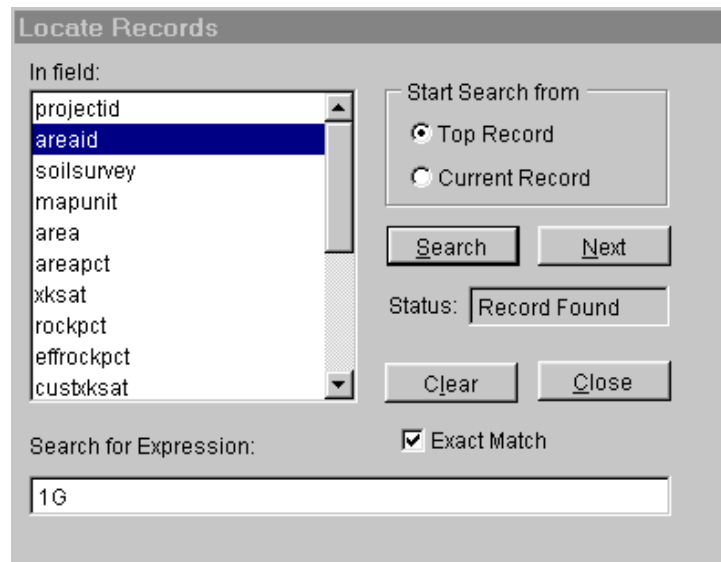 Locate Records
In field:
projectid
areaid
soilsurvey
mapunit
area
areapct
xksat
rockpct
effrockpct
custxksat
Start Search from
Top Record
Current Record
Search
Next
Status: Record Found
Clear
Close
Exact Match
Search for Expression:
1G